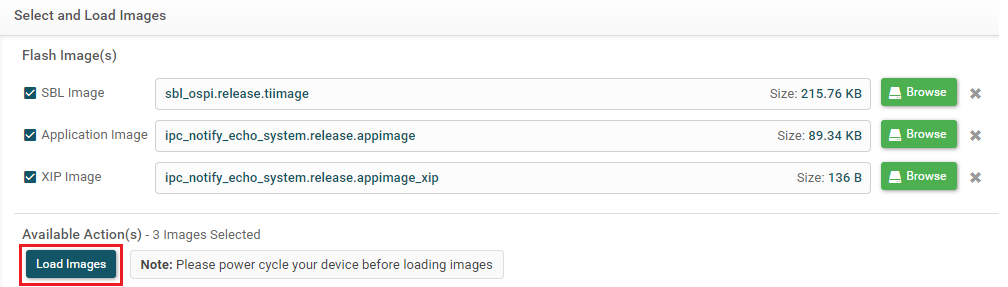 Select and Load Images
Flash Image(s)
SBL Image sbl_ospi.release.tiimage Size: 215.76 KB Browse
Application Image ipc_notify_echo_system.release.appimage Size: 89.34 KB Browse
XIP Image ipc_notify_echo_system.release.appimage_xip Size: 136 B Browse
Available Action(s) - 3 Images Selected
Load Images Note: Please power cycle your device before loading images